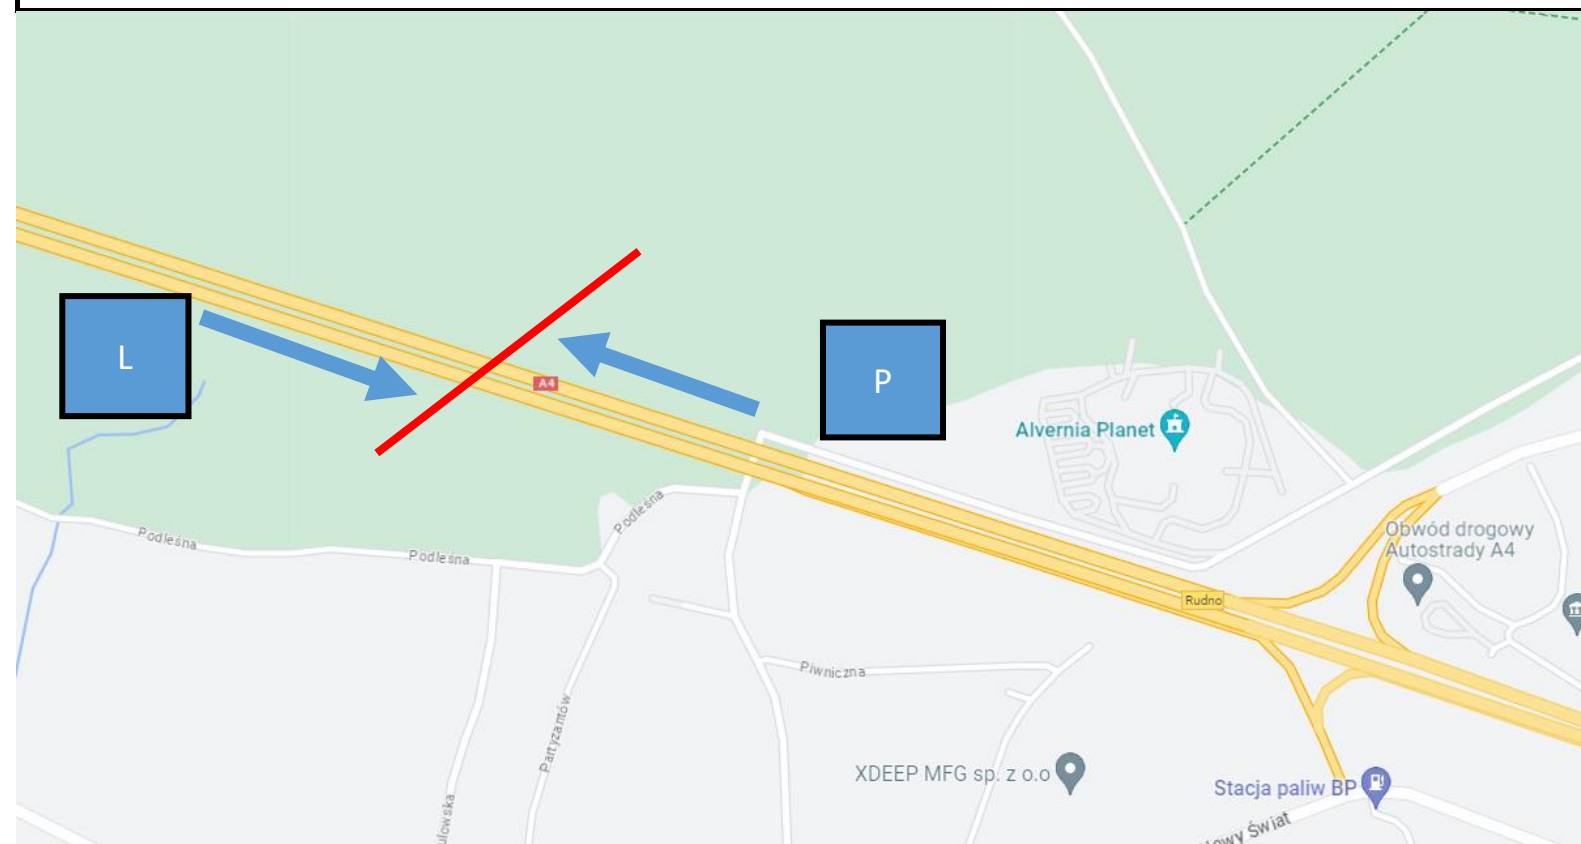 L
A4
P
Alvernia Planet
Podleśna
Obwód drogowy
Autostrady A4
Podleśna
Podleśna
Rudno
Piwniczna
Partyzantów
XDEEP MFG sp. z o.o
Stacja paliw BP
Świat